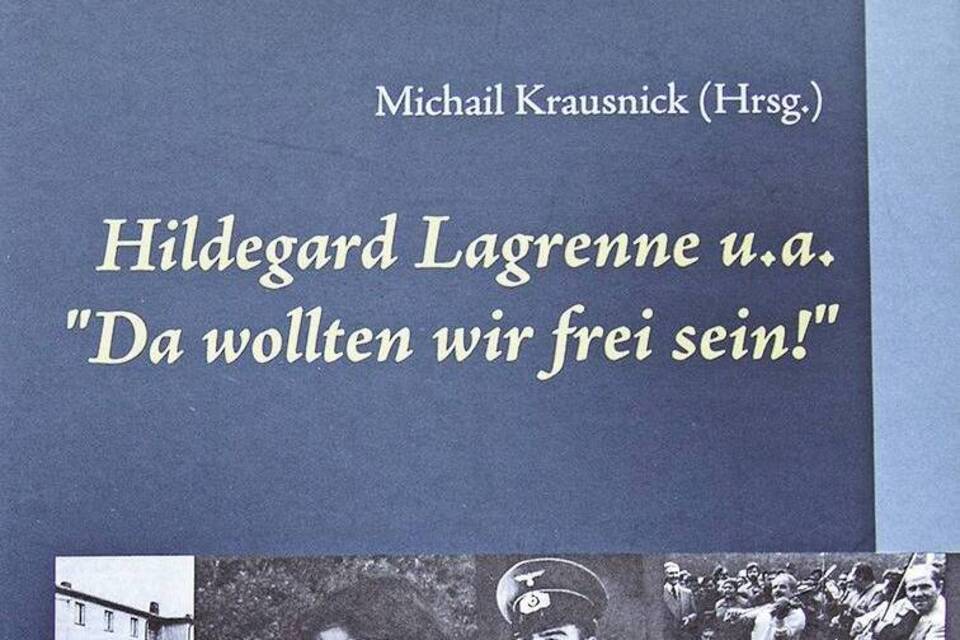 Michail Krausnick (Hrsg.)
Hildegard Lagrenne u.a.
"Da wollten wir frei sein!"